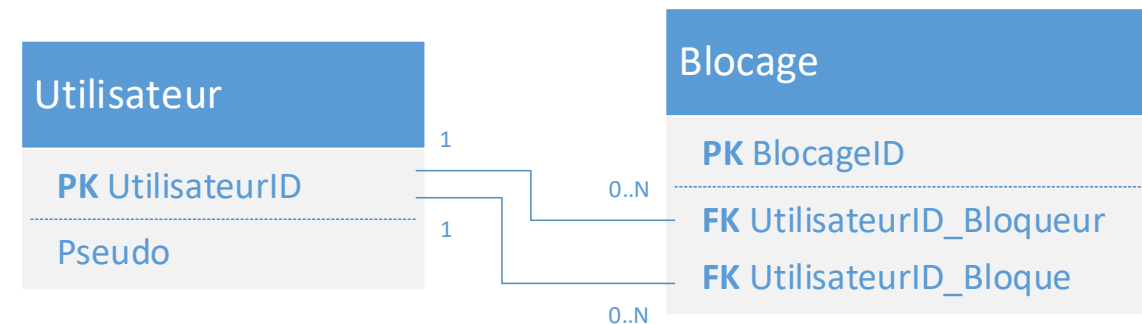 Utilisateur
PK UtilisateurID
Pseudo
1
1
0..N
0..N
Blocage
PK BlocageID
FK UtilisateurID_Bloqueur
FK UtilisateurID_Bloque